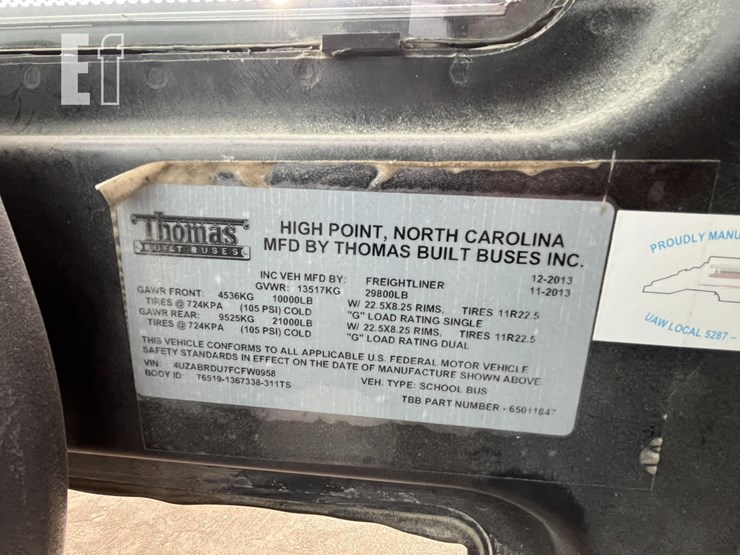 Ef
Thomas
BUILT BUSES
HIGH POINT, NORTH CAROLINA
MFD BY THOMAS BUILT BUSES INC.
INC VEH MFD BY: FREIGHTLINER 12-2013
GVWR: 13517KG 29800LB 11-2013
GAWR FRONT: 4536KG 10000LB W/ 22.5X8.25 RIMS, TIRES 11R22.5
TIRES @ 724KPA (105 PSI) COLD "G" LOAD RATING SINGLE
GAWR REAR: 9525KG 21000LB W/ 22.5X8.25 RIMS, TIRES 11R22.5
TIRES @ 724KPA (105 PSI) COLD "G" LOAD RATING DUAL
THIS VEHICLE CONFORMS TO ALL APPLICABLE U.S. FEDERAL MOTOR VEHICLE
SAFETY STANDARDS IN EFFECT ON THE DATE OF MANUFACTURE SHOWN ABOVE.
VIN: 4UZABRDU7FCFW0958
BODY ID: 76519-1367338-311TS VEH. TYPE: SCHOOL BUS
TBB PART NUMBER - 65011847
PROUDLY MANU
UAW LOCAL 5287 -